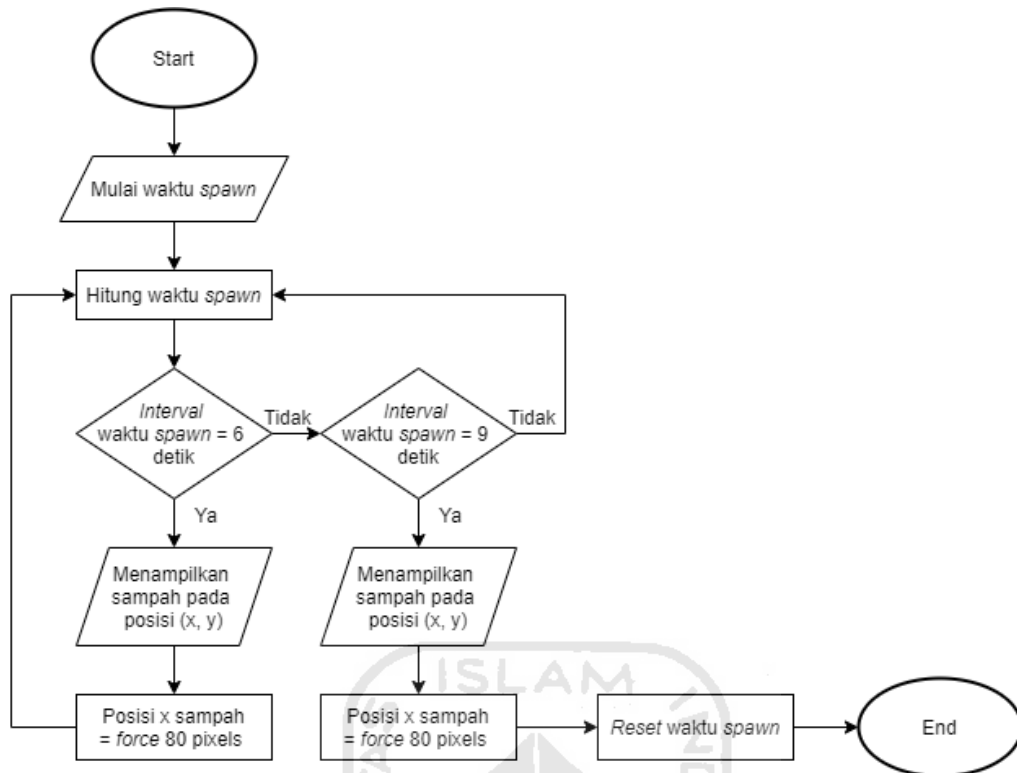 Start
Mulai waktu spawn
Hitung waktu spawn
Interval
waktu spawn = 6
detik
Tidak
Interval
waktu spawn = 9
detik
Tidak
Ya
Ya
Menampilkan
sampah pada
posisi (x, y)
Menampilkan
sampah pada
posisi (x, y)
ISLAM
Posisi x sampah
= force 80 pixels
Posisi x sampah
= force 80 pixels
Reset waktu spawn
End